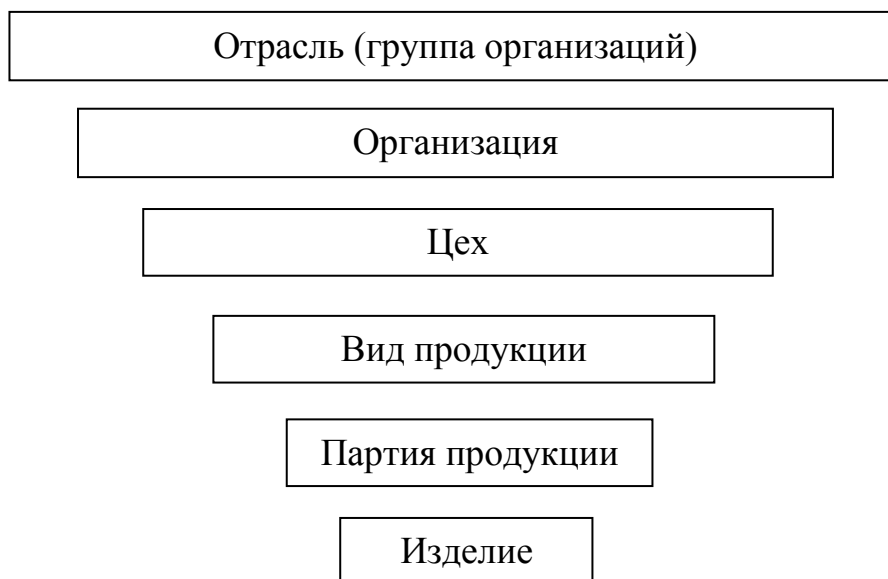 Отрасль (группа организаций)
Организация
Цех
Вид продукции
Партия продукции
Изделие